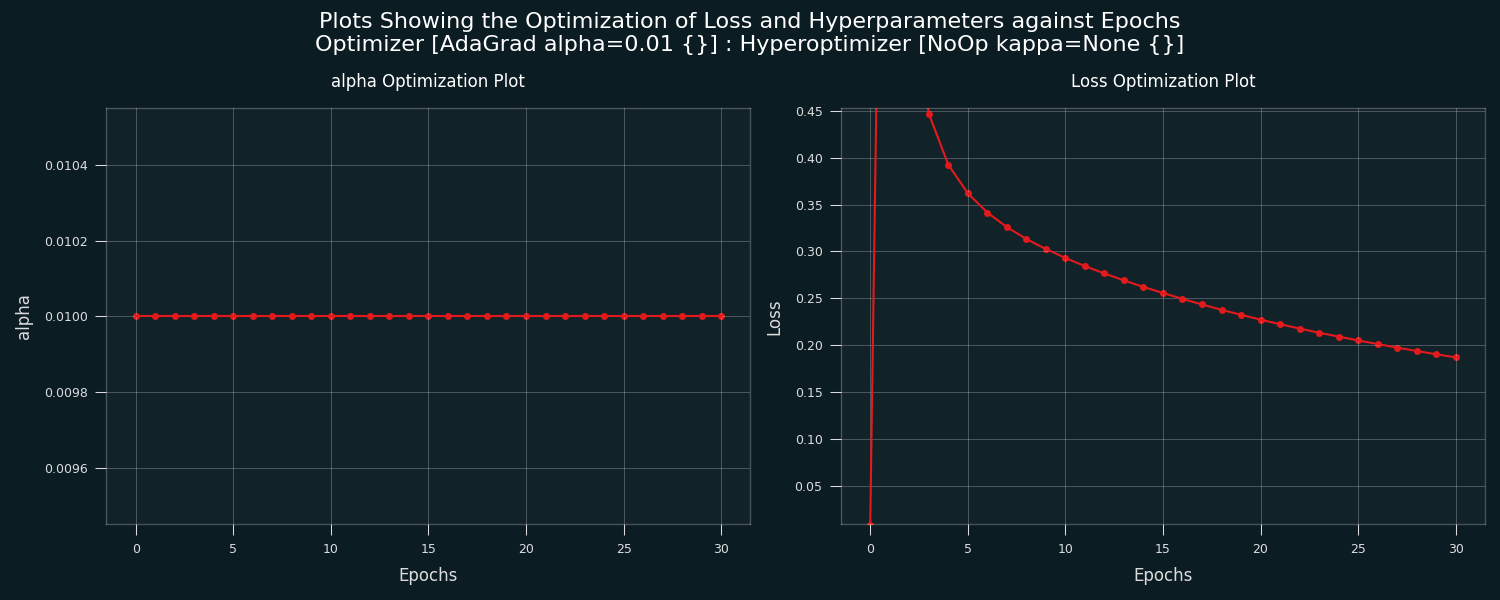 Plots Showing the Optimization of Loss and Hyperparameters against Epochs
Optimizer [AdaGrad alpha=0.01 {}] : Hyperoptimizer [NoOp kappa=None {}]
alpha Optimization Plot
0.0104
0.0102
0.0100
0.0098
0.0096
alpha
0 5 10 15 20 25 30
Epochs
Loss Optimization Plot
0.45
0.40
0.35
0.30
0.25
0.20
0.15
0.10
0.05
Loss
0 5 10 15 20 25 30
Epochs